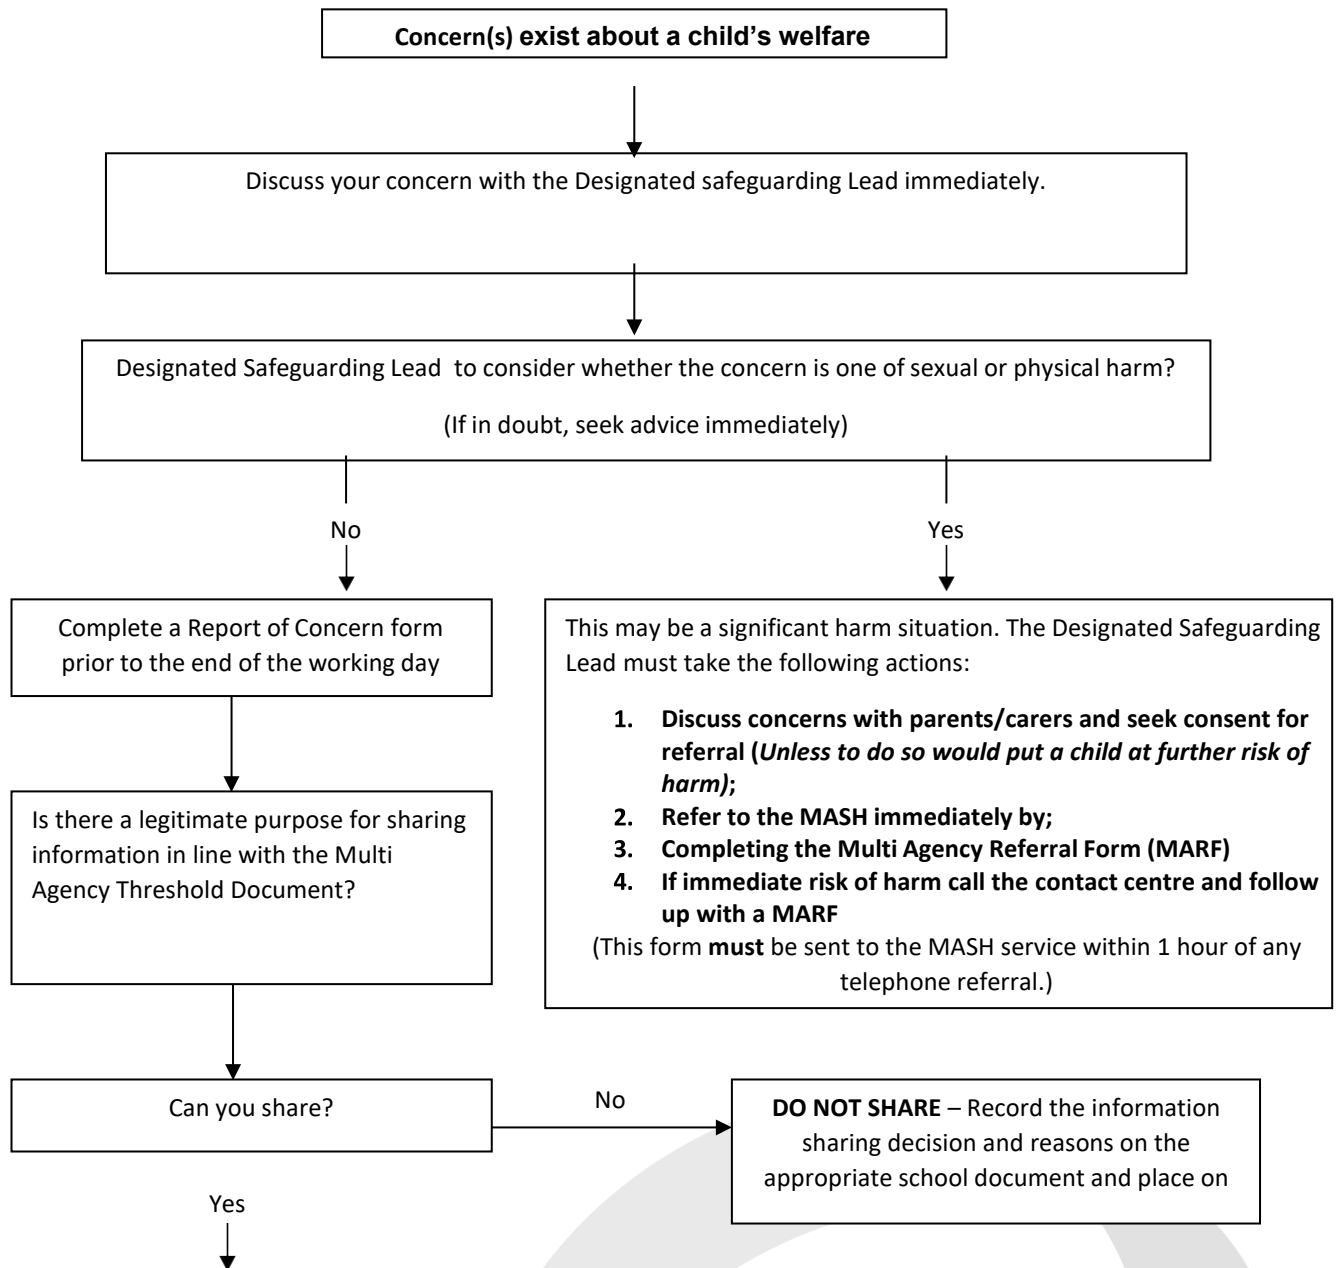 Concern(s) exist about a child’s welfare
Discuss your concern with the Designated safeguarding Lead immediately.
Designated Safeguarding Lead  to consider whether the concern is one of sexual or physical harm?
(If in doubt, seek advice immediately)
No
Yes
Complete a Report of Concern form
prior to the end of the working day
This may be a significant harm situation. The Designated Safeguarding
Lead must take the following actions:
1. Discuss concerns with parents/carers and seek consent for
referral (Unless to do so would put a child at further risk of
harm);
2. Refer to the MASH immediately by;
3. Completing the Multi Agency Referral Form (MARF)
4. If immediate risk of harm call the contact centre and follow
up with a MARF
(This form must be sent to the MASH service within 1 hour of any
telephone referral.)
Is there a legitimate purpose for sharing
information in line with the Multi
Agency Threshold Document?
Can you share?
No
DO NOT SHARE – Record the information
sharing decision and reasons on the
appropriate school document and place on
Yes